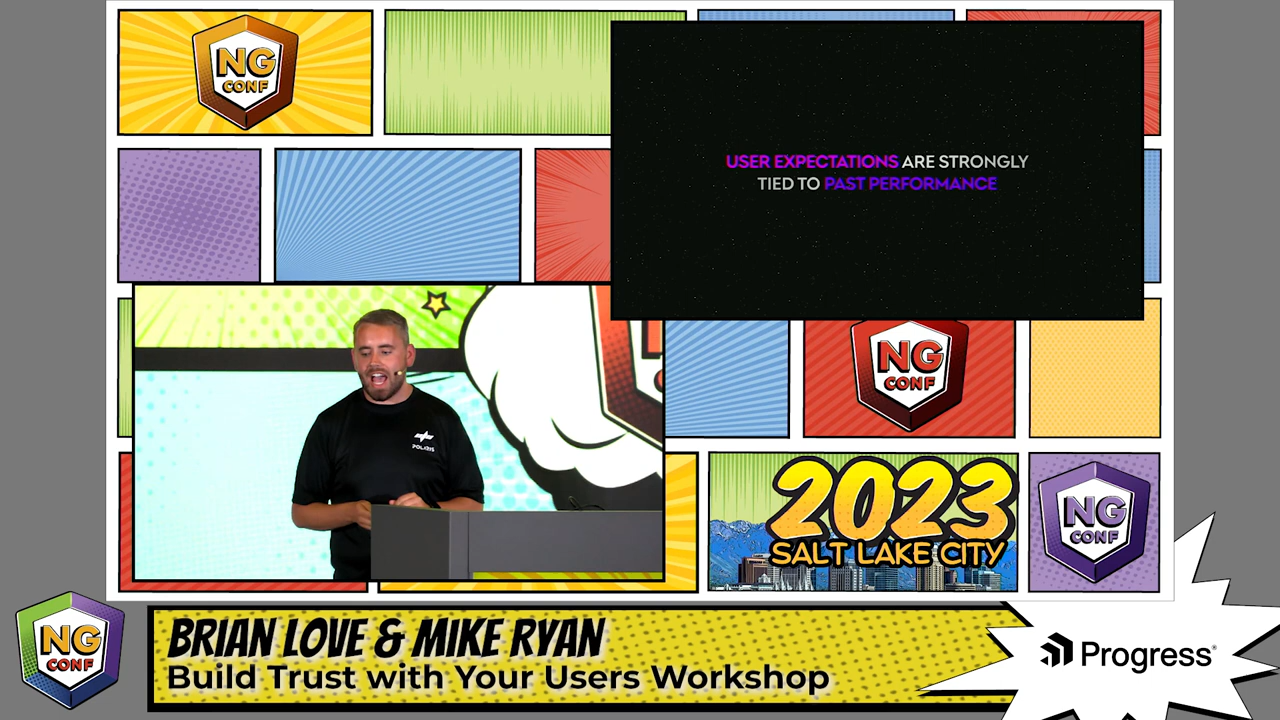 NG
CONF
USER EXPECTATIONS ARE STRONGLY
TIED TO PAST PERFORMANCE
POLARIS
NG
CONF
2023
SALT LAKE CITY
NG
CONF
NG
CONF
BRIAN LOVE & MIKE RYAN
Build Trust with Your Users Workshop
Progress®